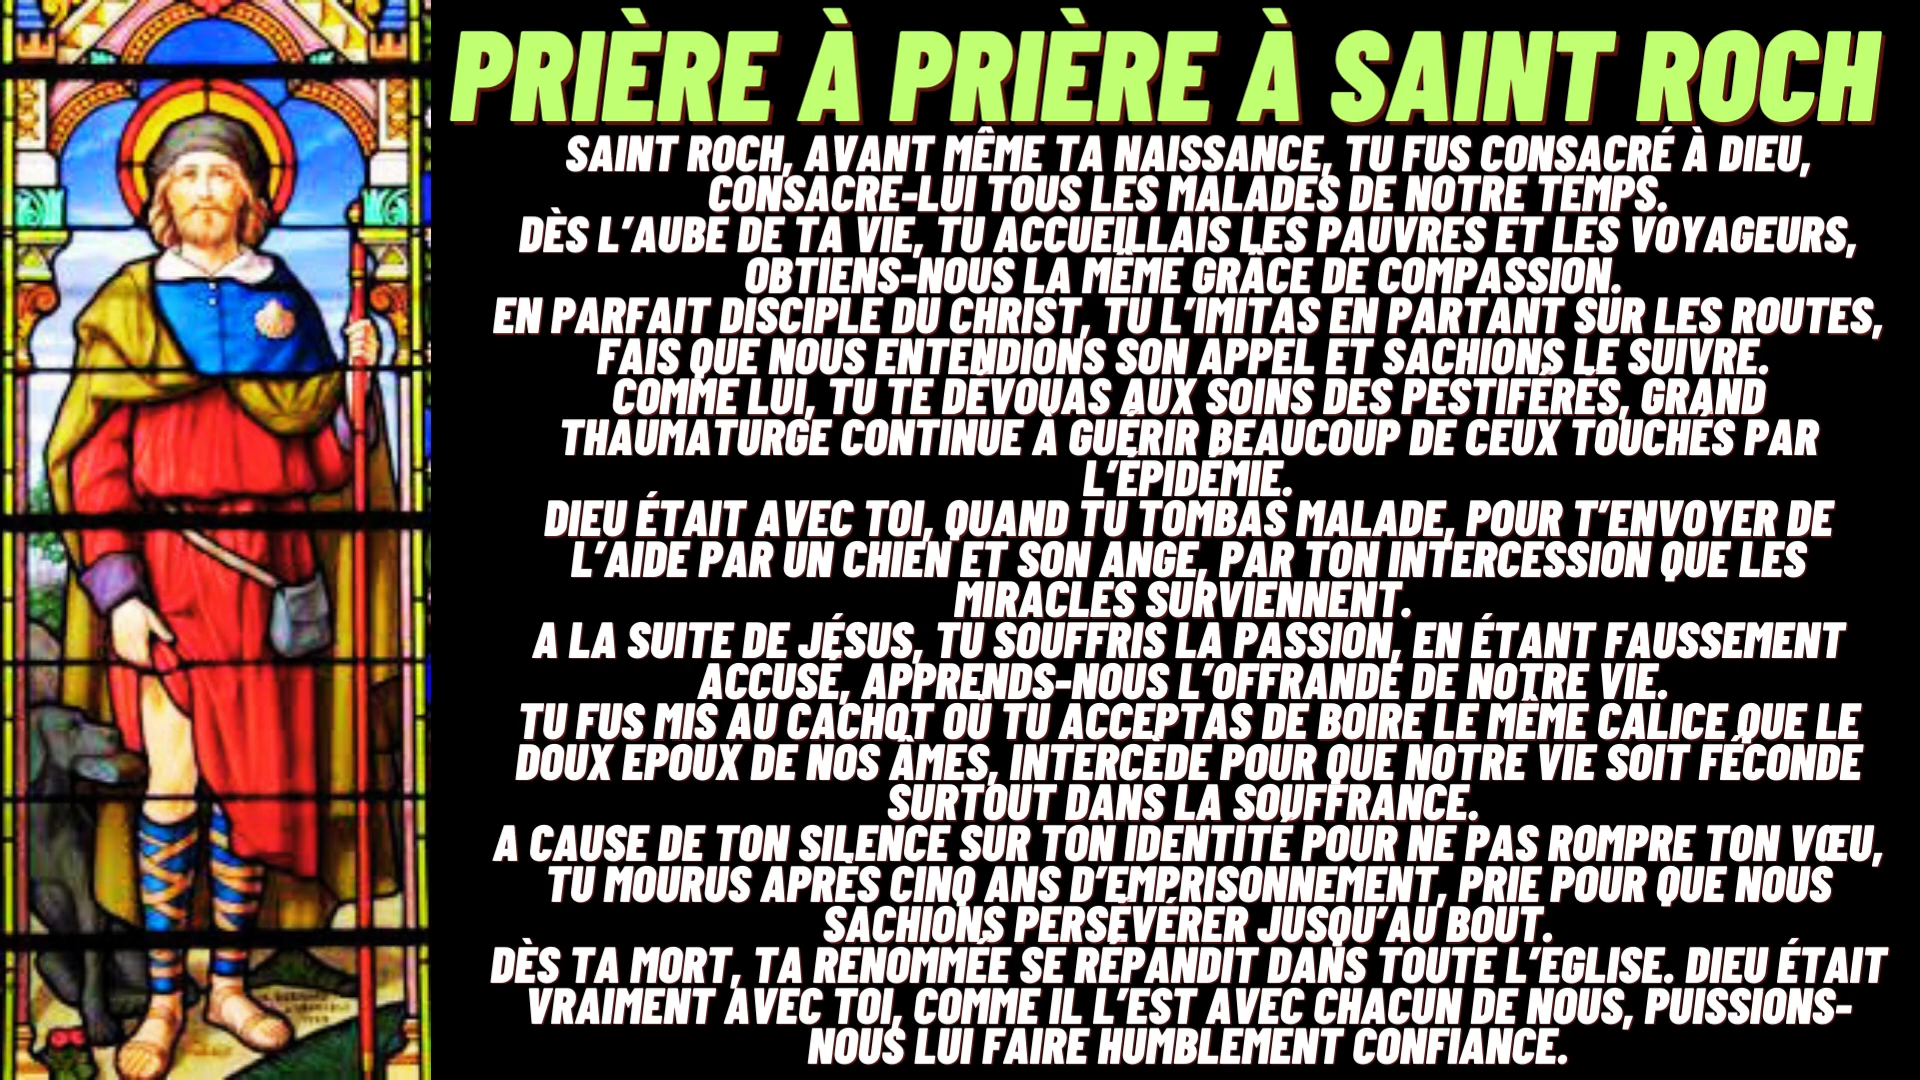 PRIÈRE À PRIÈRE À SAINT ROCH
SAINT ROCH, AVANT MÊME TA NAISSANCE, TU FUS CONSACRÉ À DIEU,
CONSACRE-LUI TOUS LES MALADES DE NOTRE TEMPS.
DÈS L'AUBE DE TA VIE, TU ACCUEILLAIS LES PAUVRES ET LES VOYAGEURS,
OBTIENS-NOUS LA MÊME GRÂCE DE COMPASSION.
EN PARFAIT DISCIPLE DU CHRIST, TU L'IMITAS EN PARTANT SUR LES ROUTES,
FAIS QUE NOUS ENTENDIONS SON APPEL ET SACHIONS LE SUIVRE.
COMME LUI, TU TE DÉVOUAS AUX SOINS DES PESTIFÉRÉS, GRAND
THAUMATURGE CONTINUE À GUÉRIR BEAUCOUP DE CEUX TOUCHÉS PAR
L'ÉPIDÉMIE.
DIEU ÉTAIT AVEC TOI, QUAND TU TOMBAS MALADE, POUR T'ENVOYER DE
L'AIDE PAR UN CHIEN ET SON ANGE, PAR TON INTERCESSION QUE LES
MIRACLES SURVIENNENT.
A LA SUITE DE JÉSUS, TU SOUFFRIS LA PASSION, EN ÉTANT FAUSSEMENT
ACCUSÉ, APPRENDS-NOUS L'OFFRANDE DE NOTRE VIE.
TU FUS MIS AU CACHOT OÙ TU ACCEPTAS DE BOIRE LE MÊME CALICE QUE LE
DOUX EPOUX DE NOS ÂMES, INTERCÈDE POUR QUE NOTRE VIE SOIT FÉCONDE
SURTOUT DANS LA SOUFFRANCE.
A CAUSE DE TON SILENCE SUR TON IDENTITÉ POUR NE PAS ROMPRE TON VŒU,
TU MOURUS APRÈS CINQ ANS D'EMPRISONNEMENT, PRIE POUR QUE NOUS
SACHIONS PERSÉVÉRER JUSQU'AU BOUT.
DÈS TA MORT, TA RENOMMÉE SE RÉPANDIT DANS TOUTE L'EGLISE. DIEU ÉTAIT
VRAIMENT AVEC TOI, COMME IL L'EST AVEC CHACUN DE NOUS, PUISSIONS-
NOUS LUI FAIRE HUMBLEMENT CONFIANCE.